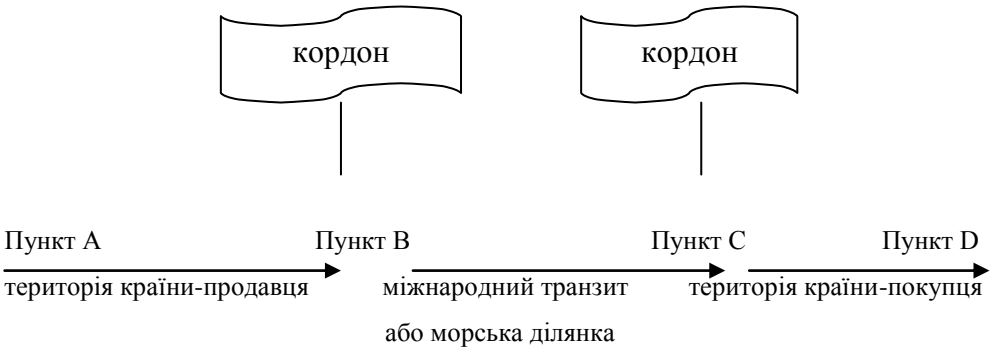 кордон кордон
Пункт А Пункт В Пункт С Пункт D
територія країни-продавця міжнародний транзит територія країни-покупця
або морська ділянка